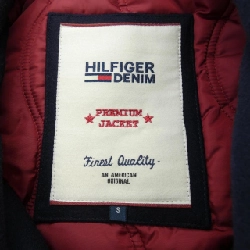 HILFIGER
DENIM
PREMIUM
JACKET
Finest Quality
AN AMERICAN
ORIGINAL
S